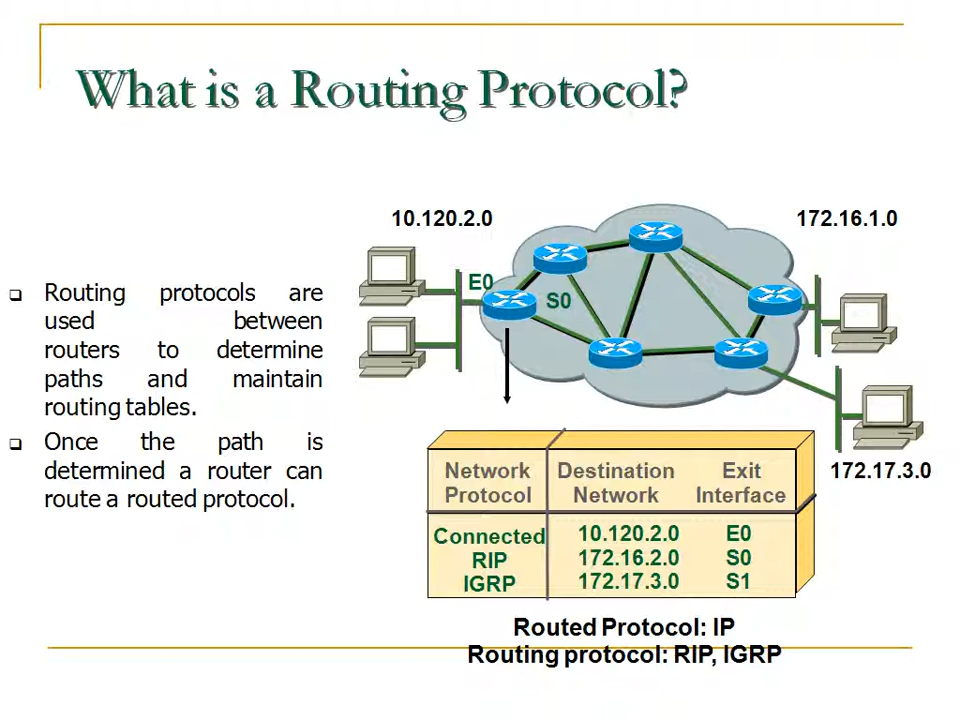 What is a Routing Protocol?
❑ Routing protocols are
used between
routers to determine
paths and maintain
routing tables.
❑ Once the path is
determined a router can
route a routed protocol.
10.120.2.0
172.16.1.0
E0
S0
172.17.3.0
Network Destination Exit
Protocol Network Interface
Connected 10.120.2.0 E0
RIP 172.16.2.0 S0
IGRP 172.17.3.0 S1
Routed Protocol: IP
Routing protocol: RIP, IGRP